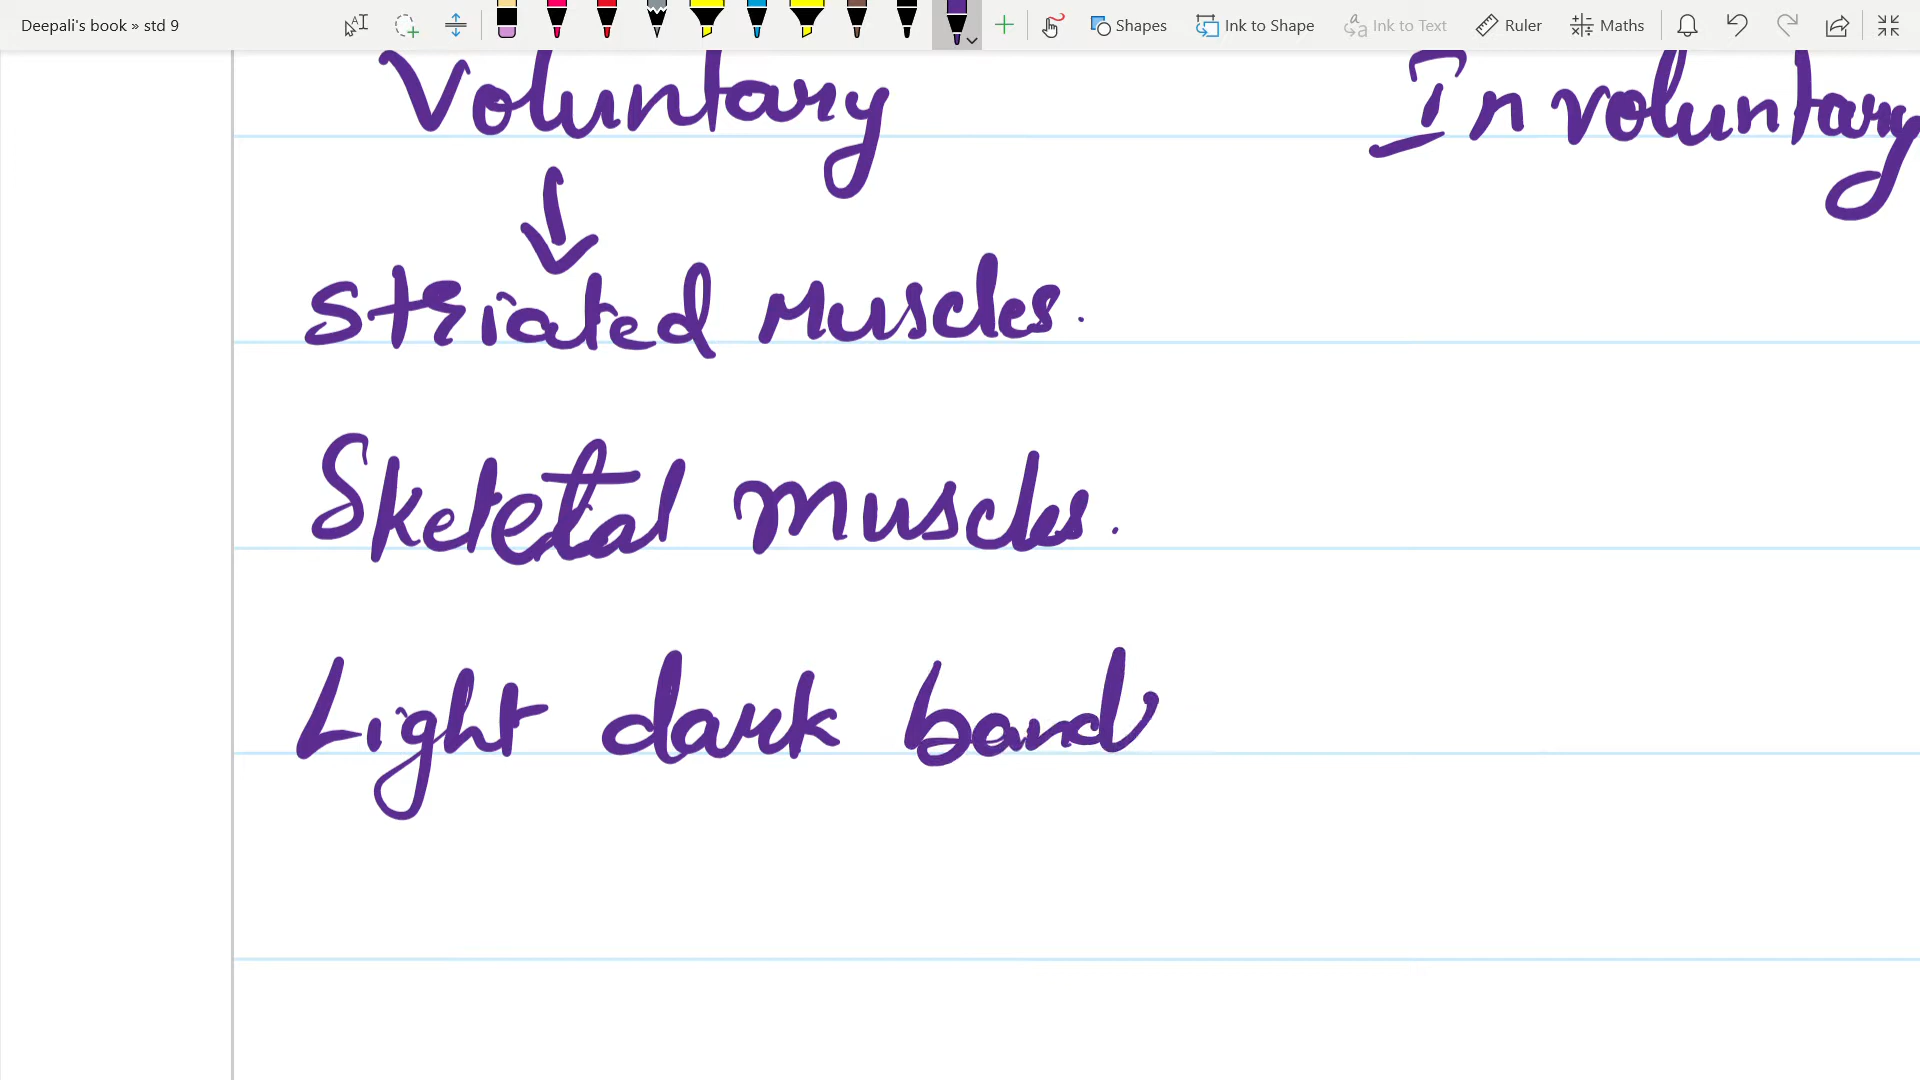 Deepali's book » std 9 Shapes Ink to Shape Ink to Text Ruler Maths
Voluntary Involuntary
Striated Muscles.
Skeletal muscles.
Light dark band